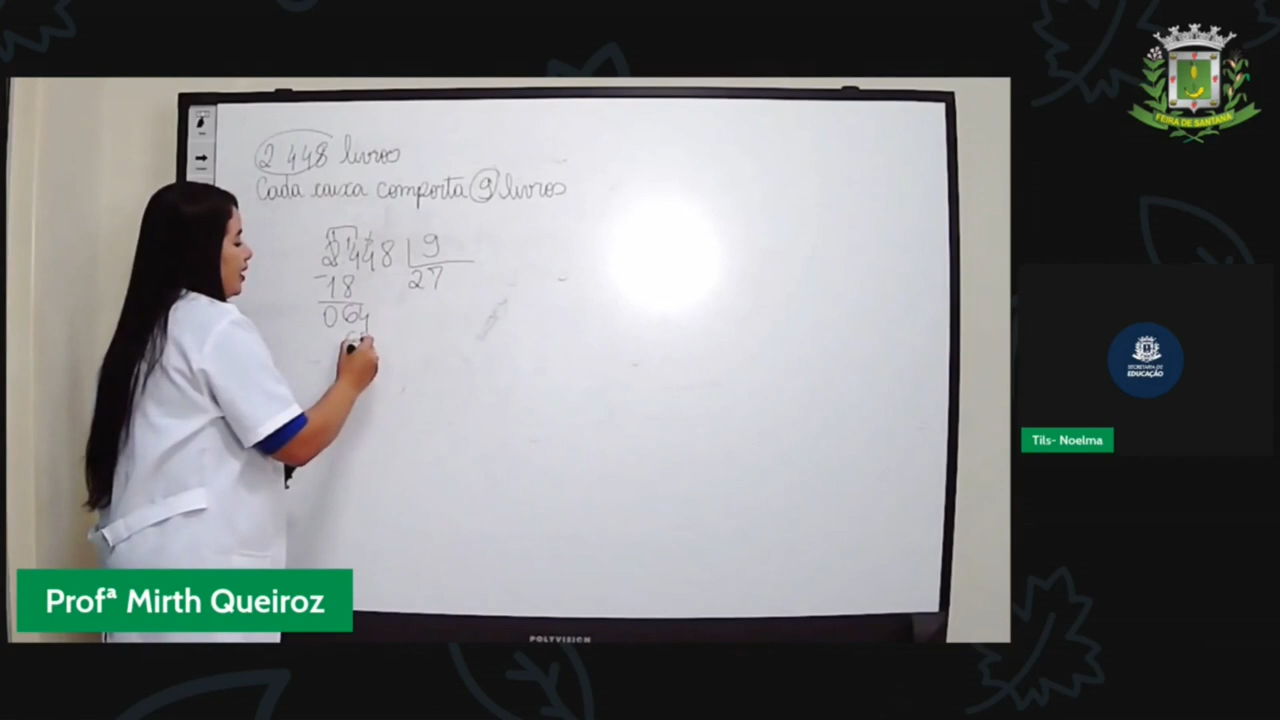 2 448 livros
Cada caixa comporta 9 livros
2448 9
18 27
064
FEIRA DE SANTANA
SECRETARIA DE
EDUCAÇÃO
Tils- Noelma
Profª Mirth Queiroz
POLYVISION